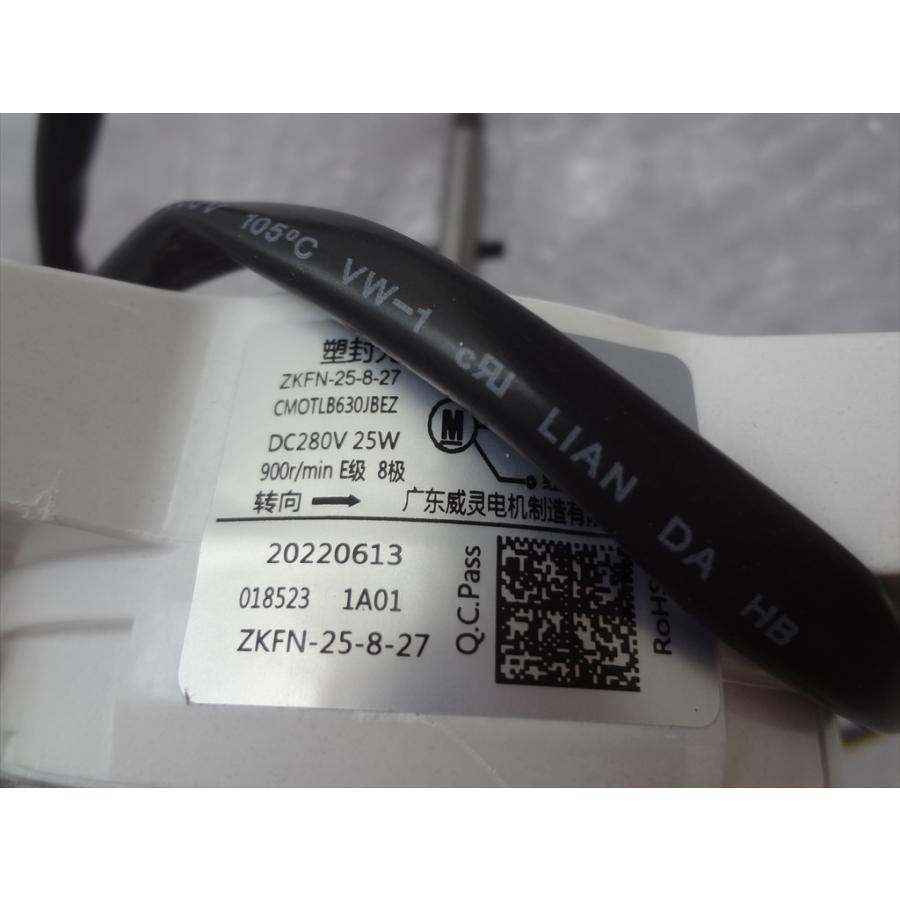 105°C VW-1 cRU LIAN DA HB
塑封
ZKFN-25-8-27
CMOTLB630JBEZ
M
DC280V 25W
900r/min E级 8极
转向
广东威灵电机制造有
20220613
018523 1A01
ZKFN-25-8-27
Q.C.Pass
RoHS